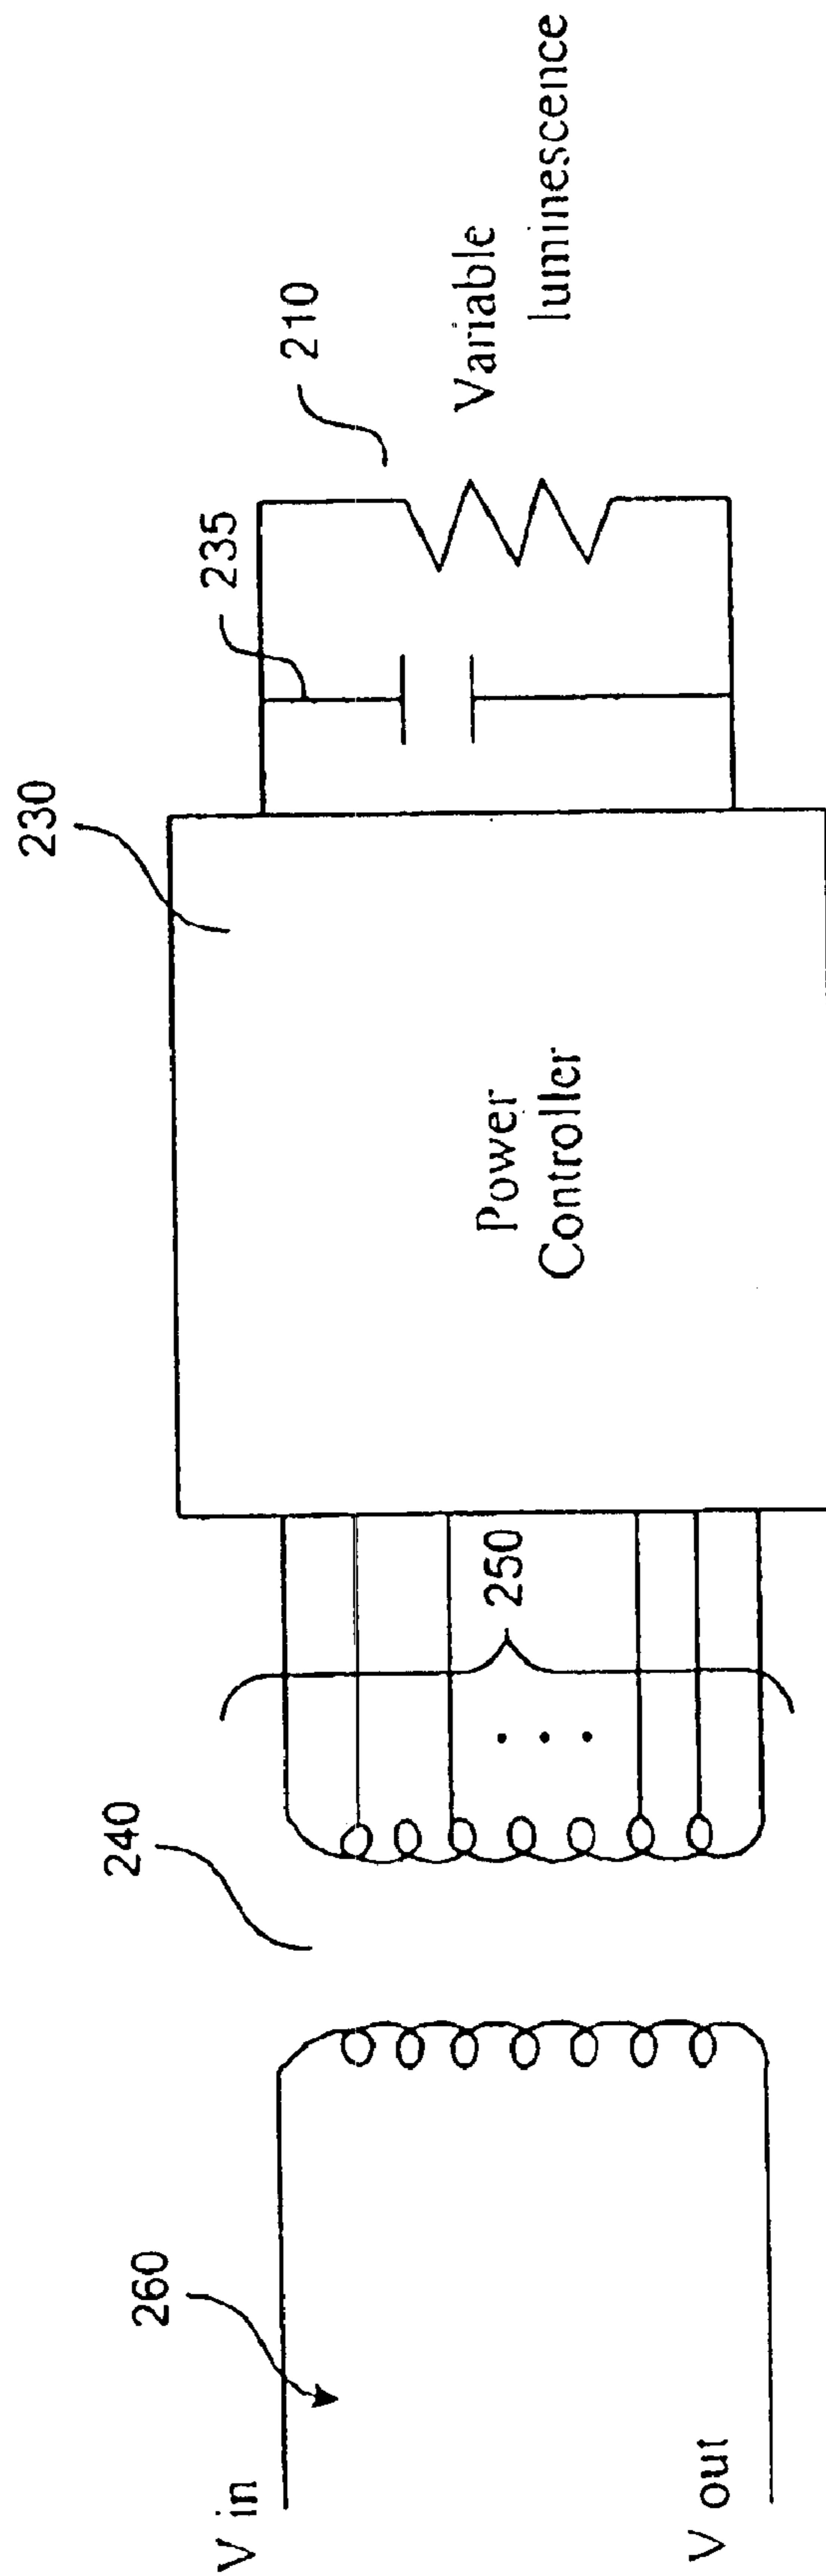 V in
V out
260
240
250
230
Power
Controller
235
210
Variable
luminescence